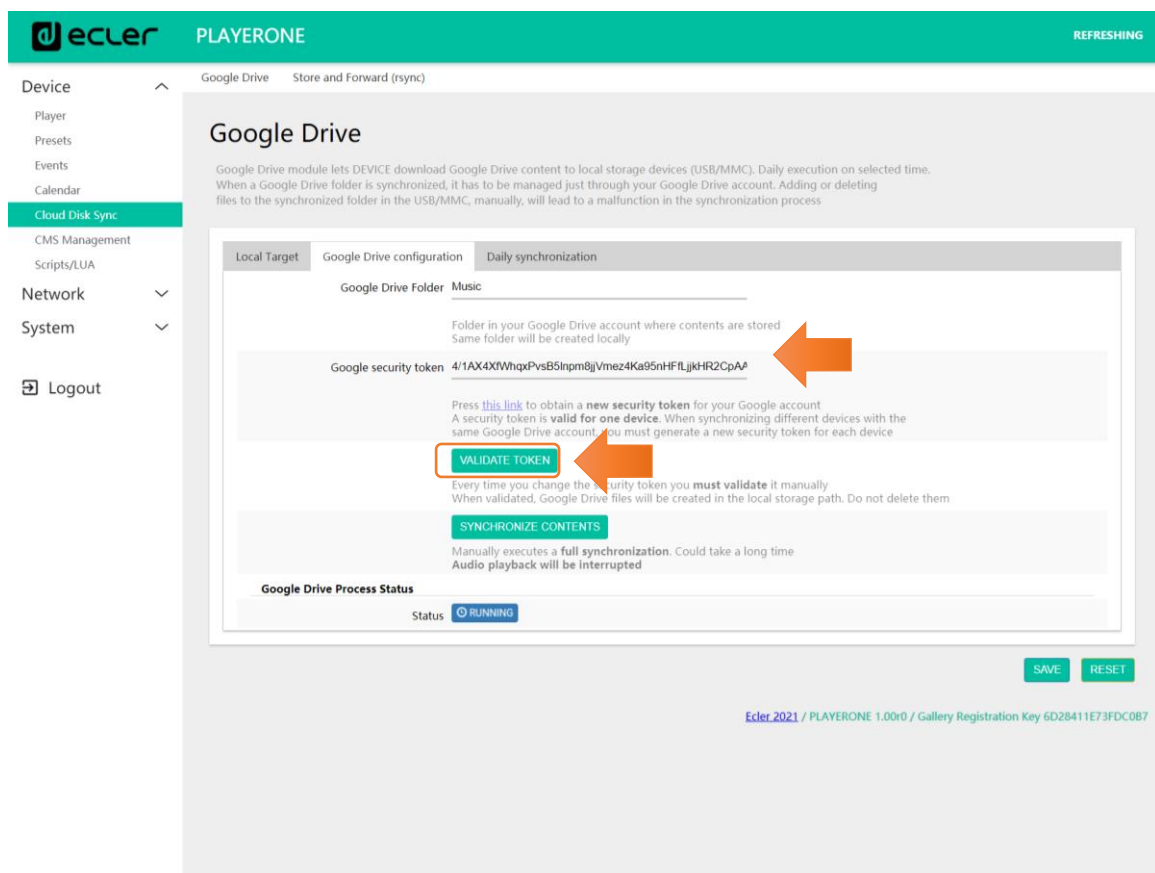 ecler
PLAYERONE
REFRESHING
Device
Player
Presets
Events
Calendar
Cloud Disk Sync
CMS Management
Scripts/LUA
Network
System
Logout
Google Drive Store and Forward (rsync)
Google Drive
Google Drive module lets DEVICE download Google Drive content to local storage devices (USB/MMC). Daily execution on selected time.
When a Google Drive folder is synchronized, it has to be managed just through your Google Drive account. Adding or deleting
files to the synchronized folder in the USB/MMC, manually, will lead to a malfunction in the synchronization process
Local Target Google Drive configuration Daily synchronization
Google Drive Folder Music
Folder in your Google Drive account where contents are stored
Same folder will be created locally
Google security token
Press this link to obtain a new security token for your Google account
A security token is valid for one device. When synchronizing different devices with the
same Google Drive account, you must generate a new security token for each device
VALIDATE TOKEN
Every time you change the security token you must validate it manually
When validated, Google Drive files will be created in the local storage path. Do not delete them
SYNCHRONIZE CONTENTS
Manually executes a full synchronization. Could take a long time
Audio playback will be interrupted
Google Drive Process Status
Status RUNNING
SAVE RESET
Ecler 2021 / PLAYERONE 1.00r0 / Gallery Registration Key 6D28411E73FDC0B7